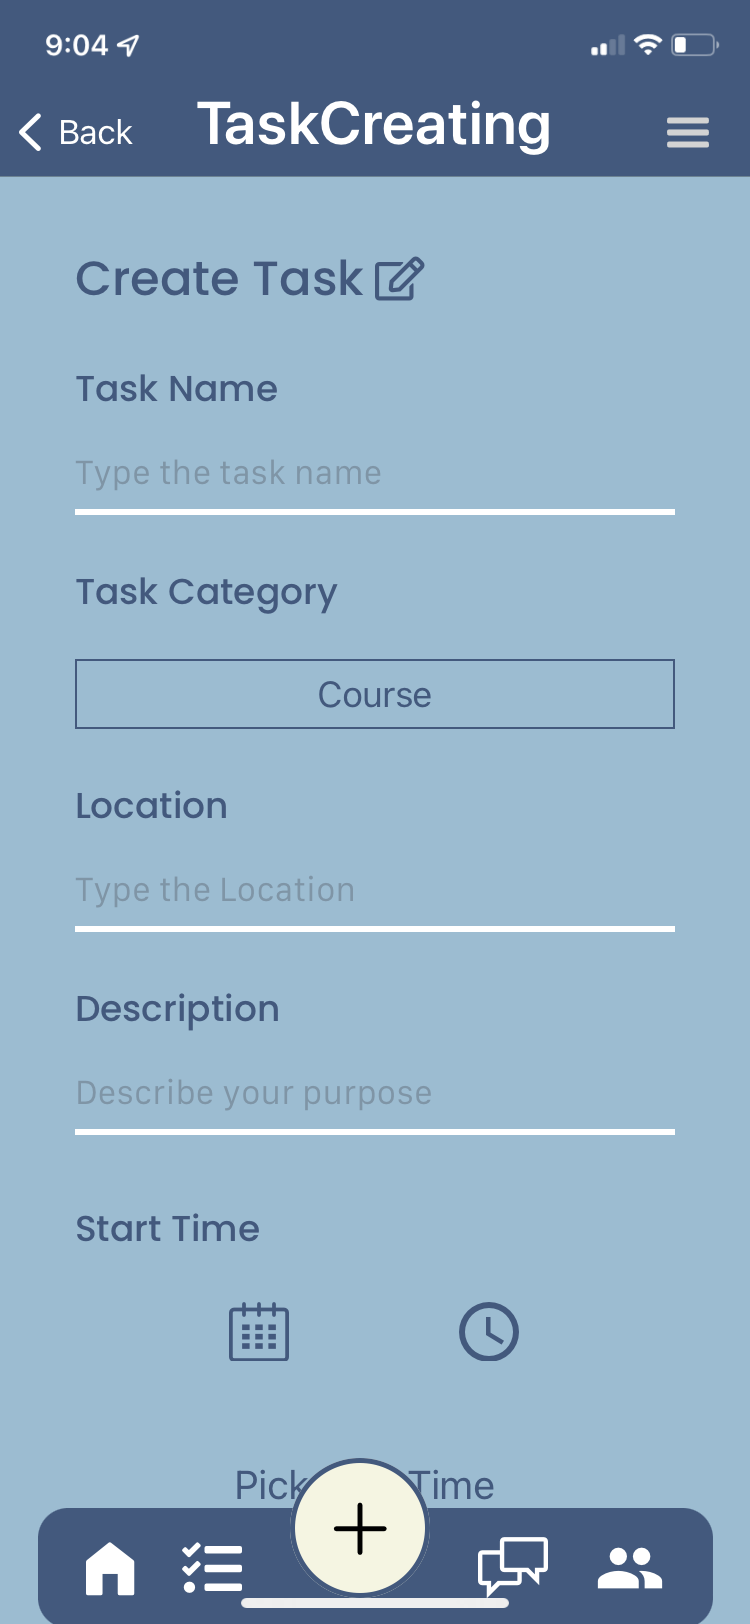 9:04
Back
TaskCreating
Create Task
Task Name
Type the task name
Task Category
Course
Location
Type the Location
Description
Describe your purpose
Start Time
Pick Time